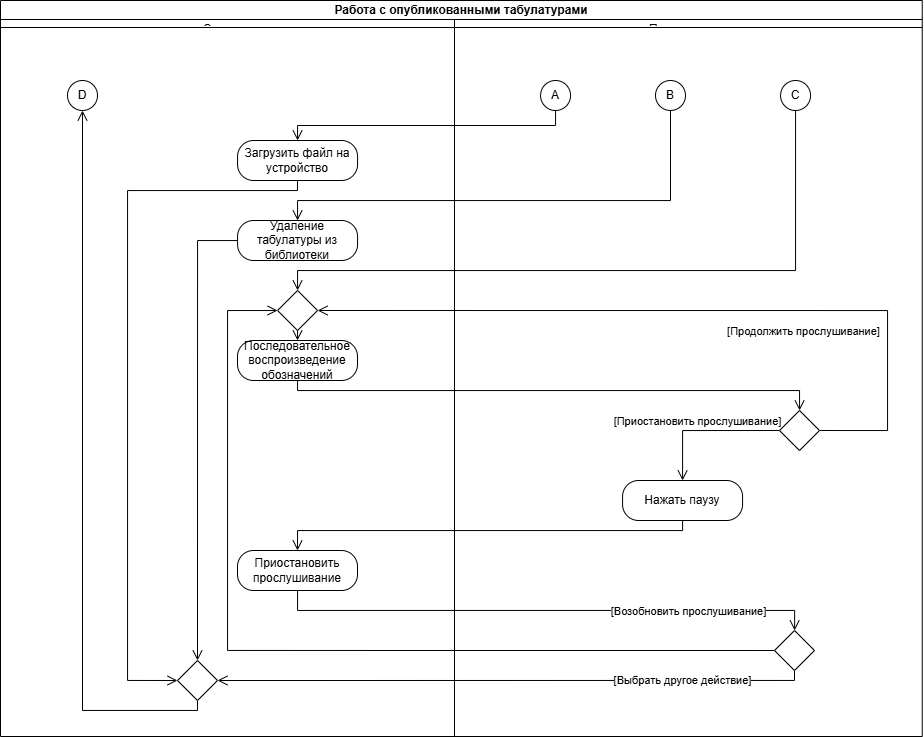 Работа с опубликованными табулатурами
D
A
B
C
Загрузить файл на
устройство
Удаление
табулатуры из
библиотеки
[Продолжить прослушивание]
Последовательное
воспроизведение
обозначений
[Приостановить прослушивание]
Нажать паузу
Приостановить
прослушивание
[Возобновить прослушивание]
[Выбрать другое действие]